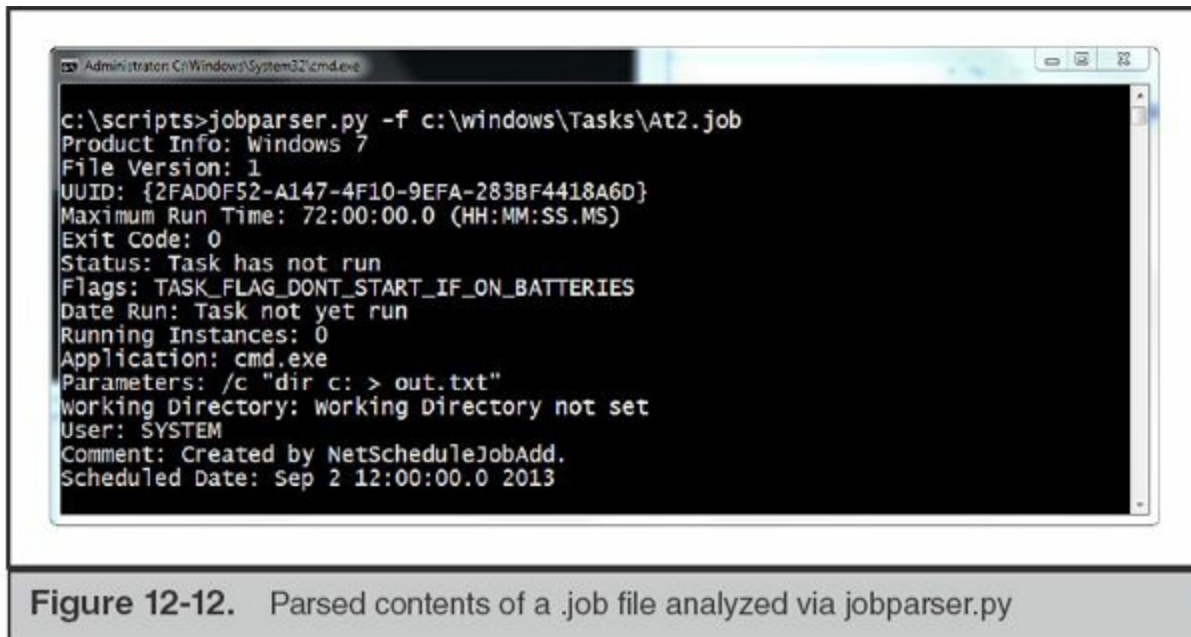 Administrator: C:\Windows\System32\cmd.exe
c:\scripts>jobparser.py -f c:\windows\Tasks\At2.job
Product Info: Windows 7
File Version: 1
UUID: {2FAD0F52-A147-4F10-9EFA-283BF4418A6D}
Maximum Run Time: 72:00:00.0 (HH:MM:SS.MS)
Exit Code: 0
Status: Task has not run
Flags: TASK_FLAG_DONT_START_IF_ON_BATTERIES
Date Run: Task not yet run
Running Instances: 0
Application: cmd.exe
Parameters: /c "dir c: > out.txt"
Working Directory: Working Directory not set
User: SYSTEM
Comment: Created by NetScheduleJobAdd.
Scheduled Date: Sep 2 12:00:00.0 2013
Figure 12-12. Parsed contents of a .job file analyzed via jobparser.py